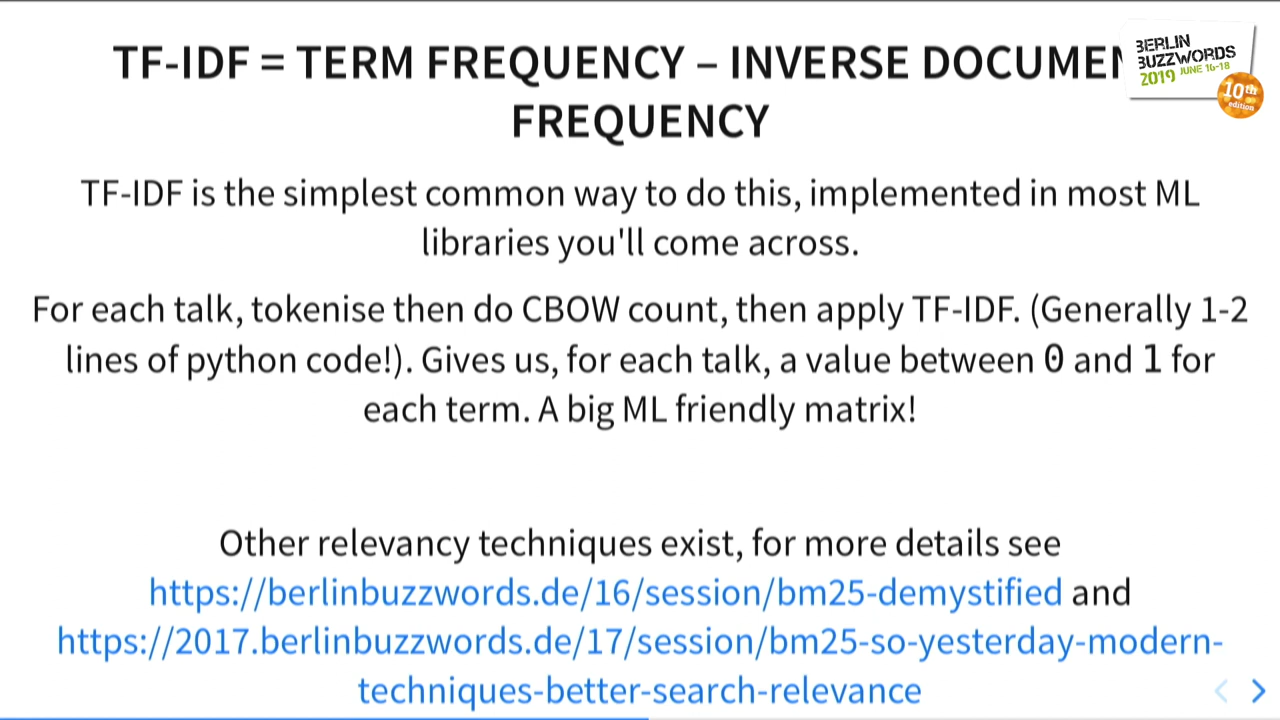 TF-IDF = TERM FREQUENCY – INVERSE DOCUMEN
FREQUENCY
BERLIN
BUZZWORDS
2019 JUNE 16-18
10th
edition
TF-IDF is the simplest common way to do this, implemented in most ML
libraries you'll come across.
For each talk, tokenise then do CBOW count, then apply TF-IDF. (Generally 1-2
lines of python code!). Gives us, for each talk, a value between 0 and 1 for
each term. A big ML friendly matrix!
Other relevancy techniques exist, for more details see
https://berlinbuzzwords.de/16/session/bm25-demystified and
https://2017.berlinbuzzwords.de/17/session/bm25-so-yesterday-modern-
techniques-better-search-relevance